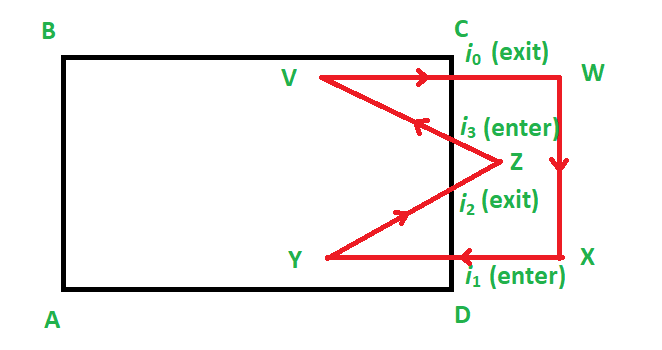 B
C
i0 (exit)
V
W
i3 (enter)
Z
i2 (exit)
Y
X
i1 (enter)
A
D